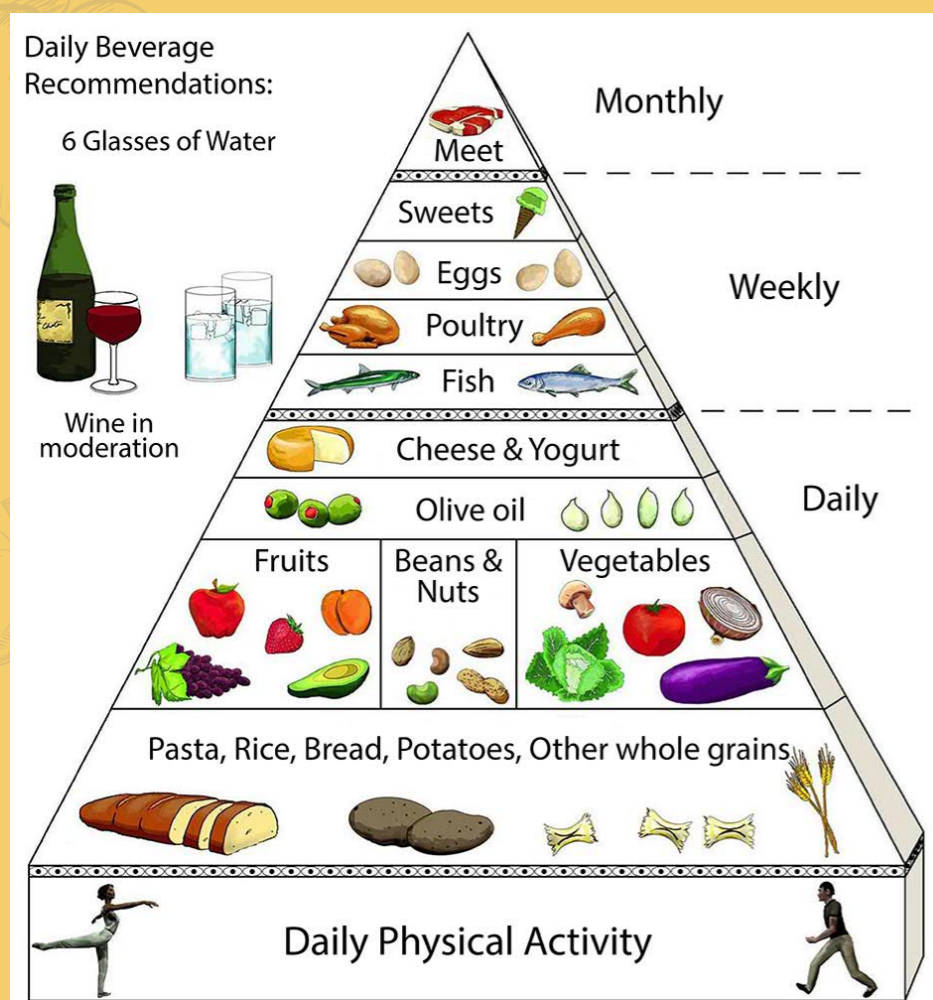 Daily Beverage
Recommendations:
6 Glasses of Water
Wine in
moderation
Monthly
Meet
Sweets
Eggs
Weekly
Poultry
Fish
Cheese & Yogurt
Daily
Olive oil
Fruits
Beans &
Nuts
Vegetables
Pasta, Rice, Bread, Potatoes, Other whole grains
Daily Physical Activity